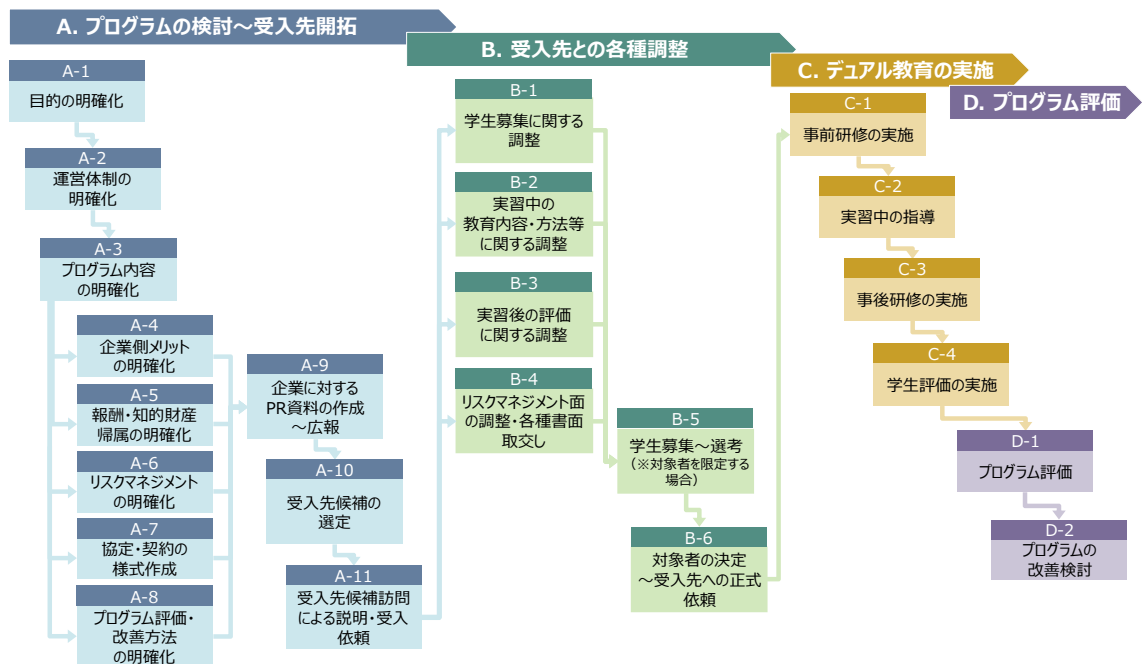 A. プログラムの検討～受入先開拓
A-1
目的の明確化
A-2
運営体制の
明確化
A-3
プログラム内容
の明確化
A-4
企業側メリット
の明確化
A-5
報酬・知的財産
帰属の明確化
A-6
リスクマネジメント
の明確化
A-7
協定・契約の
様式作成
A-8
プログラム評価・
改善方法
の明確化
A-9
企業に対する
PR資料の作成
～広報
A-10
受入先候補の
選定
A-11
受入先候補訪問
による説明・受入
依頼
B. 受入先との各種調整
B-1
学生募集に関する
調整
B-2
実習中の
教育内容・方法等
に関する調整
B-3
実習後の評価
に関する調整
B-4
リスクマネジメント面
の調整・各種書面
取交し
B-5
学生募集～選考
（※対象者を限定する
場合）
B-6
対象者の決定
～受入先への正式
依頼
C. デュアル教育の実施
C-1
事前研修の実施
C-2
実習中の指導
C-3
事後研修の実施
C-4
学生評価の実施
D. プログラム評価
D-1
プログラム評価
D-2
プログラムの
改善検討